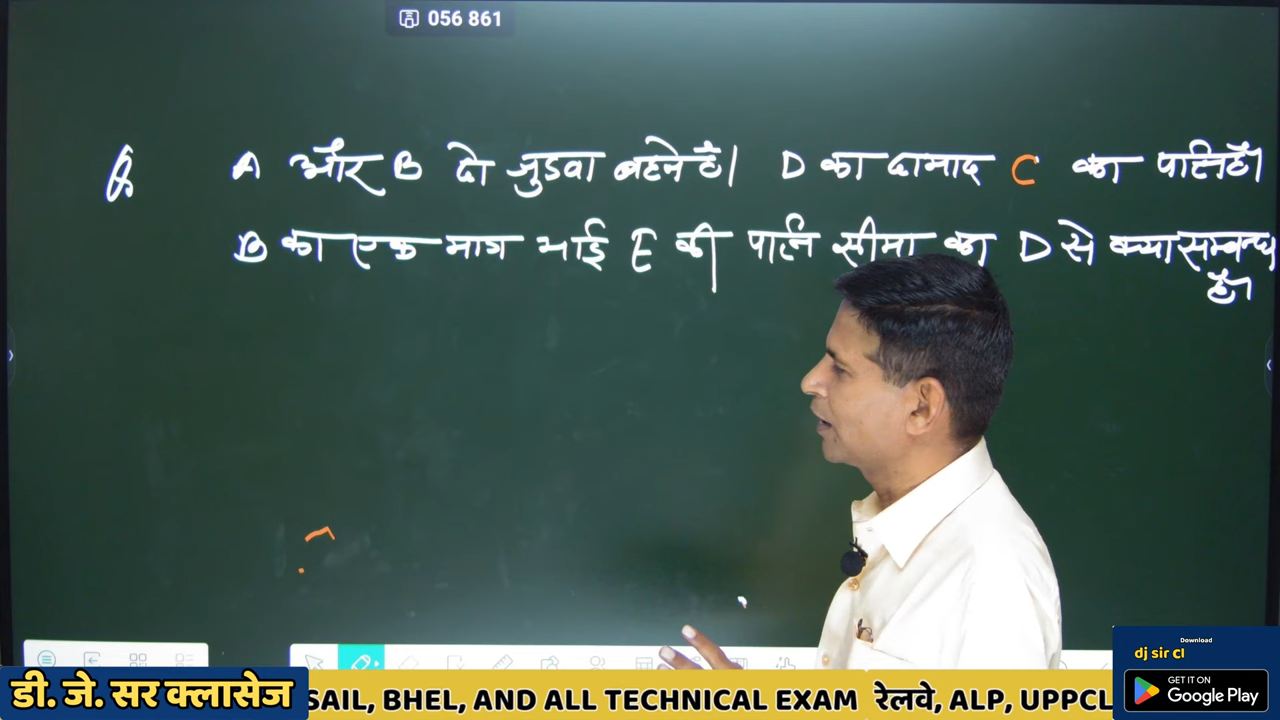 056 861
Q. A और B दो जुडवा बहने है। D का दामाद C का पति है।
B का एक मात्र भाई E की पत्नि सीमा का D से क्या सम्बन्ध
है।
Download
dj sir Cl
GET IT ON
Google Play
डी. जे. सर क्लासेज
SAIL, BHEL, AND ALL TECHNICAL EXAM रेलवे, ALP, UPPCL